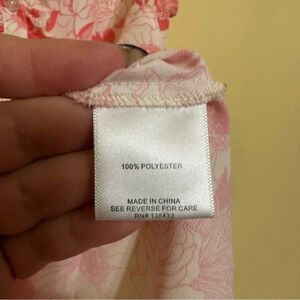 100% POLYESTER
MADE IN CHINA
SEE REVERSE FOR CARE
RN# 138432